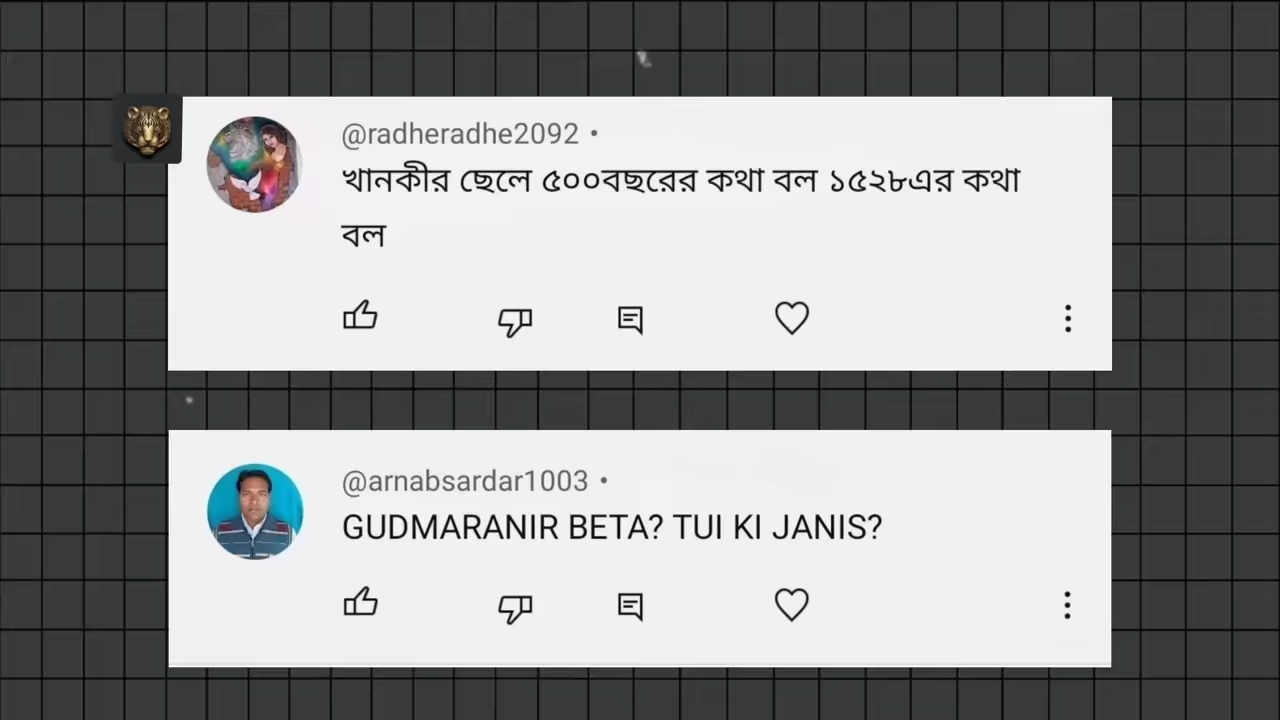 @radheradhe2092 •
খানকীর ছেলে ৫০০বছরের কথা বল ১৫২৮এর কথা
বল
@arnabsardar1003 •
GUDMARANIR BETA? TUI KI JANIS?